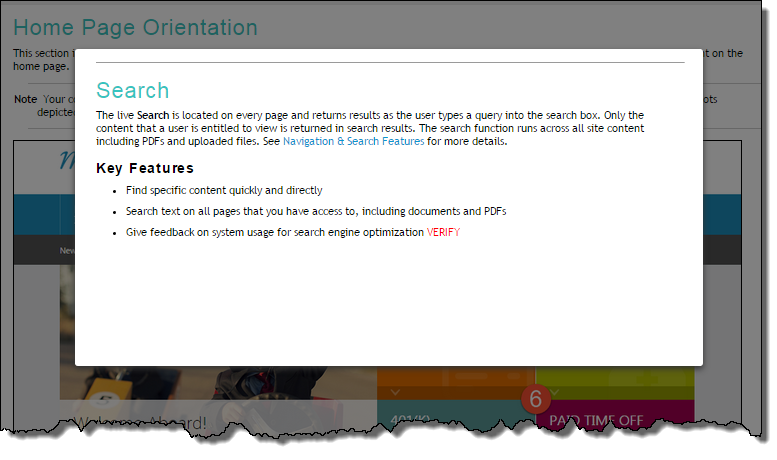 Home Page Orientation
This section i
nt on the
home page.
Note Your co
ots
depicted
m
New
Search
The live Search is located on every page and returns results as the user types a query into the search box. Only the
content that a user is entitled to view is returned in search results. The search function runs across all site content
including PDFs and uploaded files. See Navigation & Search Features for more details.
Key Features
• Find specific content quickly and directly
• Search text on all pages that you have access to, including documents and PDFs
• Give feedback on system usage for search engine optimization VERIFY
6
Welcome Aboard!
401(K)
PAID TIME OFF